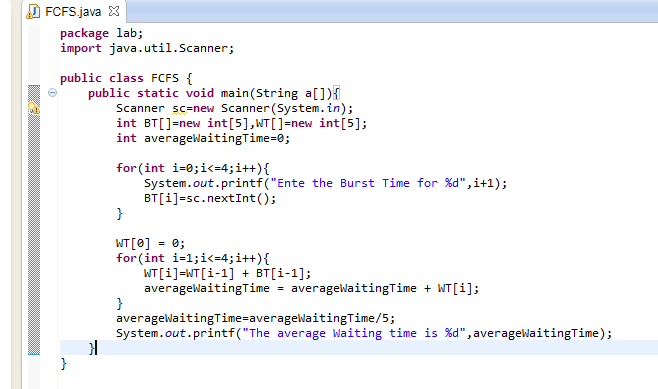 FCFS.java
package lab;
import java.util.Scanner;
public class FCFS {
public static void main(String a[]){
Scanner sc=new Scanner(System.in);
int BT[]=new int[5],WT[]=new int[5];
int averageWaitingTime=0;
for(int i=0;i<=4;i++){
System.out.printf("Ente the Burst Time for %d",i+1);
BT[i]=sc.nextInt();
}
WT[0] = 0;
for(int i=1;i<=4;i++){
WT[i]=WT[i-1] + BT[i-1];
averageWaitingTime = averageWaitingTime + WT[i];
}
averageWaitingTime=averageWaitingTime/5;
System.out.printf("The average Waiting time is %d",averageWaitingTime);
}
}